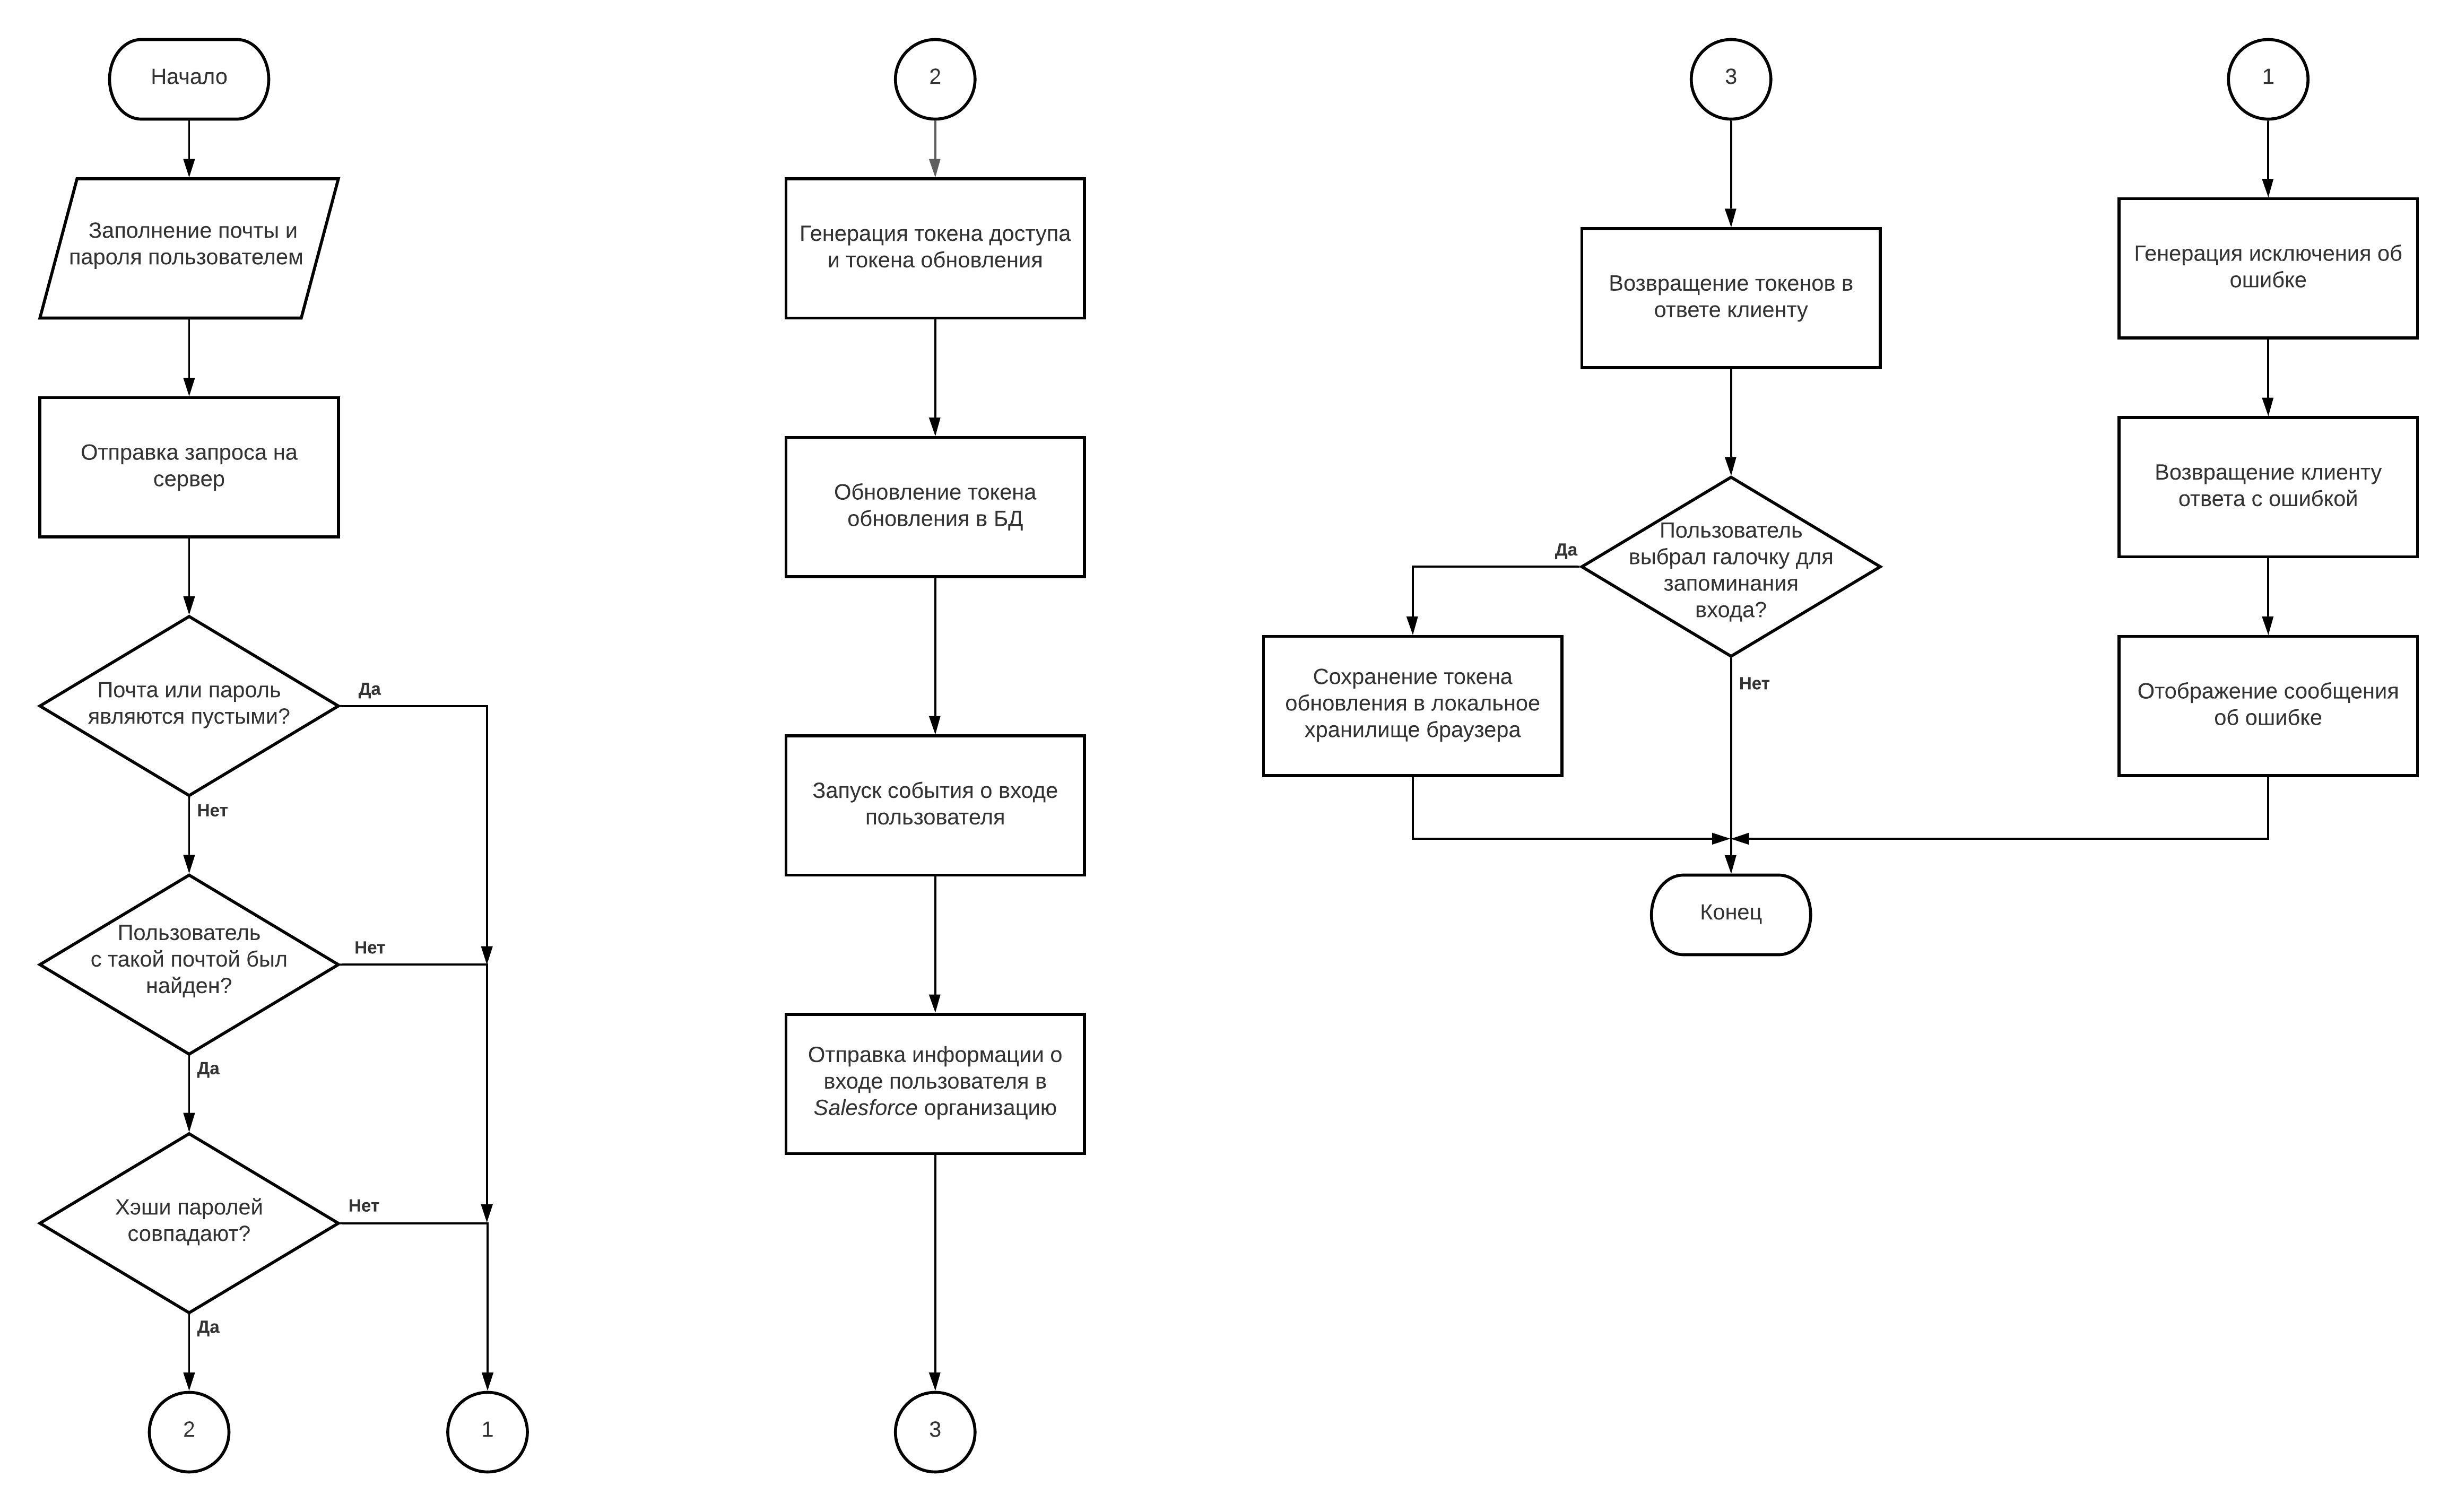 Начало
Заполнение почты и
пароля пользователем
Отправка запроса на
сервер
Почта или пароль
являются пустыми?
Да
Нет
Пользователь
с такой почтой был
найден?
Нет
Да
Хэши паролей
совпадают?
Нет
Да
2
1
2
Генерация токена доступа
и токена обновления
Обновление токена
обновления в БД
Запуск события о входе
пользователя
Отправка информации о
входе пользователя в
Salesforce организацию
3
3
Возвращение токенов в
ответе клиенту
Пользователь
выбрал галочку для
запоминания
входа?
Да
Нет
Сохранение токена
обновления в локальное
хранилище браузера
Конец
1
Генерация исключения об
ошибке
Возвращение клиенту
ответа с ошибкой
Отображение сообщения
об ошибке